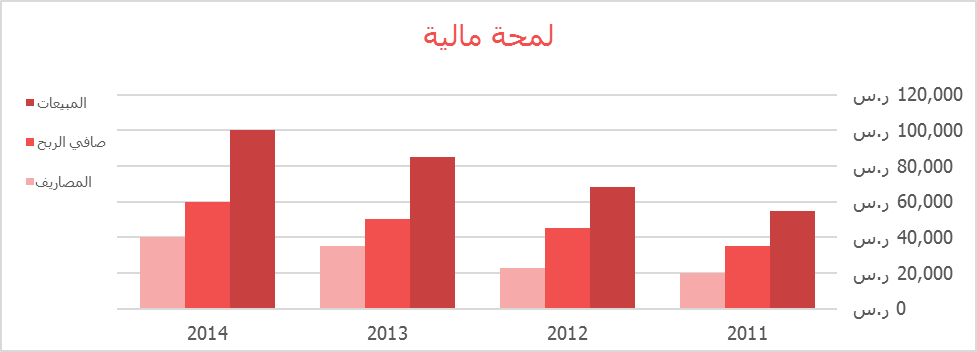 لمحة مالية
المبيعات
صافي الربح
المصاريف
120,000 ر.س
100,000 ر.س
80,000 ر.س
60,000 ر.س
40,000 ر.س
20,000 ر.س
0 ر.س
2011 2012 2013 2014